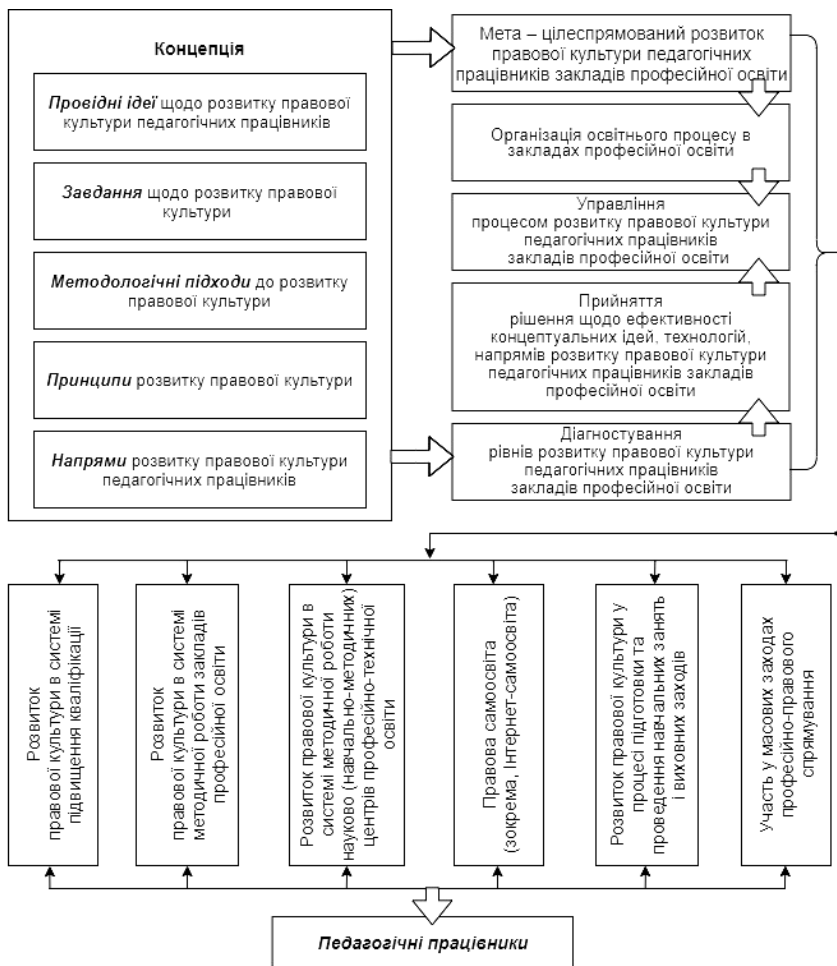 Концепція
Провідні ідеї щодо розвитку правової
культури педагогічних працівників
Завдання щодо розвитку правової
культури
Методологічні підходи до розвитку
правової культури
Принципи розвитку правової культури
Напрями розвитку правової культури
педагогічних працівників
Мета – цілеспрямований розвиток
правової культури педагогічних
працівників закладів професійної освіти
Організація освітнього процесу в
закладах професійної освіти
Управління
процесом розвитку правової культури
педагогічних працівників
закладів професійної освіти
Прийняття
рішення щодо ефективності
концептуальних ідей, технологій,
напрямів розвитку правової культури
педагогічних працівників закладів
професійної освіти
Діагностування
рівнів розвитку правової культури
педагогічних працівників
закладів професійної освіти
Розвиток
правової культури в системі
підвищення кваліфікації
Розвиток
правової культури в системі
методичної роботи закладів
професійної освіти
Розвиток правової культури в
системі методичної роботи
науково (навчально-методичних)
центрів професійно-технічної
освіти
Правова самоосвіта
(зокрема, Інтернет-самоосвіта)
Розвиток правової культури у
процесі підготовки та
проведення навчальних занять
і виховних заходів
Участь у масових заходах
професійно-правового
спрямування
Педагогічні працівники